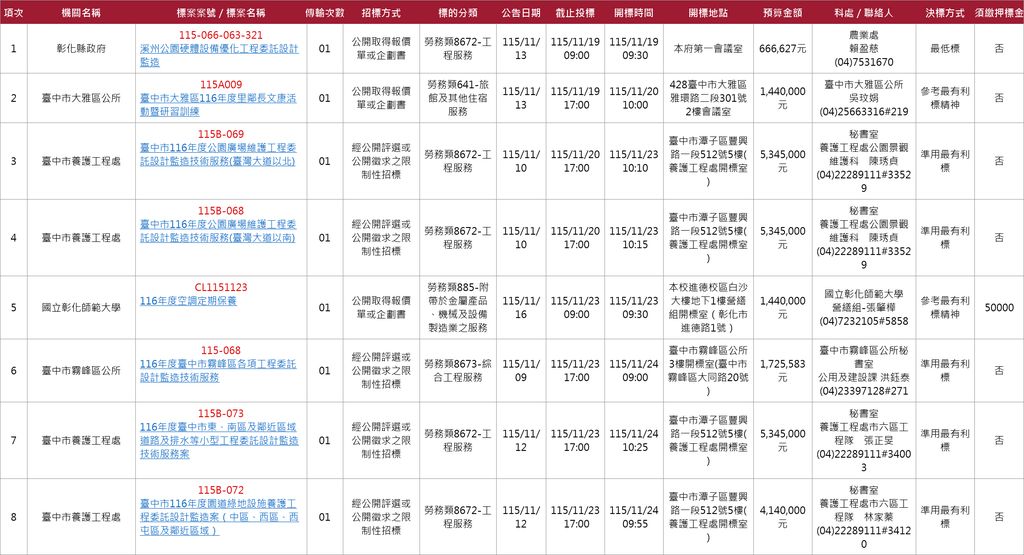 項次 機關名稱 標案案號 / 標案名稱 傳輸次數 招標方式 標的分類 公告日期 截止投標 開標時間 開標地點 預算金額 科處 / 聯絡人 決標方式 須繳押標金
1
彰化縣政府
115-066-063-321
溪州公園硬體設備優化工程委託設計
監造
01
公開取得報價
單或企劃書
勞務類8672-工
程服務
115/11/
13
115/11/19
09:00
115/11/19
09:30
本府第一會議室
666,627元
農業處
賴盈慈
(04)7531670
最低標
否
2
臺中市大雅區公所
115A009
臺中市大雅區116年度里鄰長文康活
動暨研習訓練
01
公開取得報價
單或企劃書
勞務類641-旅
館及其他住宿
服務
115/11/
13
115/11/19
17:00
115/11/20
10:00
428臺中市大雅區
雅環路二段301號
2樓會議室
1,440,000
元
臺中市大雅區公所
吳玟娟
(04)25663316#219
參考最有利
標精神
否
3
臺中市養護工程處
115B-069
臺中市116年度公園廣場維護工程委
託設計監造技術服務(臺灣大道以北)
01
經公開評選或
公開徵求之限
制性招標
勞務類8672-工
程服務
115/11/
10
115/11/20
17:00
115/11/23
10:10
臺中市潭子區豐興
路一段512號5樓(
養護工程處開標室
)
5,345,000
元
秘書室
養護工程處公園景觀
維護科 陳琇貞
(04)22289111#3352
9
準用最有利
標
否
4
臺中市養護工程處
115B-068
臺中市116年度公園廣場維護工程委
託設計監造技術服務(臺灣大道以南)
01
經公開評選或
公開徵求之限
制性招標
勞務類8672-工
程服務
115/11/
10
115/11/20
17:00
115/11/23
10:15
臺中市潭子區豐興
路一段512號5樓(
養護工程處開標室
)
5,345,000
元
秘書室
養護工程處公園景觀
維護科 陳琇貞
(04)22289111#3352
9
準用最有利
標
否
5
國立彰化師範大學
CL1151123
116年度空調定期保養
01
公開取得報價
單或企劃書
勞務類885-附
帶於金屬產品
、機械及設備
製造業之服務
115/11/
16
115/11/23
09:00
115/11/23
09:30
本校進德校區白沙
大樓地下1樓營繕
組開標室（彰化市
進德路1號）
1,440,000
元
國立彰化師範大學
營繕組-張肇樺
(04)7232105#5858
參考最有利
標精神
50000
6
臺中市霧峰區公所
115-068
116年度臺中市霧峰區各項工程委託
設計監造技術服務
01
經公開評選或
公開徵求之限
制性招標
勞務類8673-綜
合工程服務
115/11/
09
115/11/23
17:00
115/11/24
09:00
臺中市霧峰區公所
3樓開標室(臺中市
霧峰區大同路20號
)
1,725,583
元
臺中市霧峰區公所秘
書室
公用及建設課 洪鈺泰
(04)23397128#271
準用最有利
標
否
7
臺中市養護工程處
115B-073
116年度臺中市東、南區及鄰近區域
道路及排水等小型工程委託設計監造
技術服務案
01
經公開評選或
公開徵求之限
制性招標
勞務類8672-工
程服務
115/11/
12
115/11/23
17:00
115/11/24
10:25
臺中市潭子區豐興
路一段512號5樓(
養護工程處開標室
)
5,345,000
元
秘書室
養護工程處市六區工
程隊 張正旻
(04)22289111#3400
3
準用最有利
標
否
8
臺中市養護工程處
115B-072
臺中市116年度園道綠地設施養護工
程委託設計監造案（中區、西區、西
屯區及鄰近區域）
01
經公開評選或
公開徵求之限
制性招標
勞務類8672-工
程服務
115/11/
12
115/11/23
17:00
115/11/24
09:55
臺中市潭子區豐興
路一段512號5樓(
養護工程處開標室
)
4,140,000
元
秘書室
養護工程處市六區工
程隊 林家蓁
(04)22289111#3412
0
準用最有利
標
否